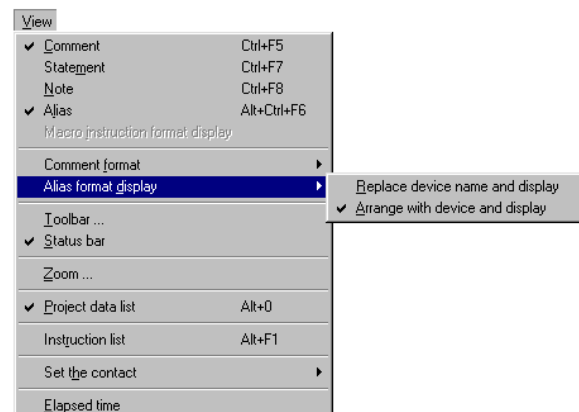 View
Comment Ctrl+F5
Statement Ctrl+F7
Note Ctrl+F8
Alias Alt+Ctrl+F6
Macro instruction format display
Comment format
Alias format display
Replace device name and display
Arrange with device and display
Toolbar ...
Status bar
Zoom ...
Project data list Alt+0
Instruction list Alt+F1
Set the contact
Elapsed time